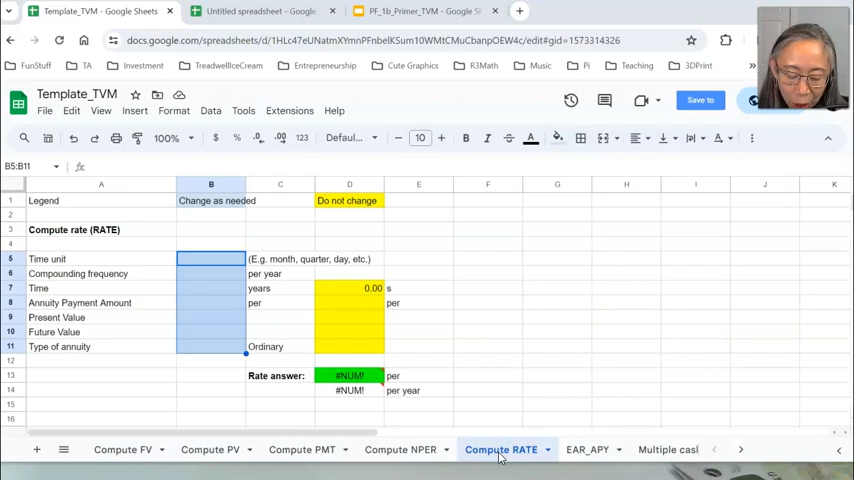 Template_TVM - Google Sheets
Untitled spreadsheet - Google
PF_1b_Primer_TVM - Google Sl
docs.google.com/spreadsheets/d/1HLc47eUNatmXYmnPFnbelKSum10WMtCMuCbanpOEW4c/edit#gid=1573314326
FunStuff TA Investment TreadwellIceCream Entrepreneurship Cute Graphics R3Math Music Pi Teaching 3DPrint
Template_TVM
File Edit View Insert Format Data Tools Extensions Help
Save to
100% $ % .0 .00 123 Defaul... 10 B I A
B5:B11 fx
A B C D E F G H I J K
1 Legend Change as needed Do not change
2
3 Compute rate (RATE)
4
5 Time unit (E.g. month, quarter, day, etc.)
6 Compounding frequency per year
7 Time years 0.00 s
8 Annuity Payment Amount per per
9 Present Value
10 Future Value
11 Type of annuity Ordinary
12
13 Rate answer: #NUM! per
14 #NUM! per year
15
16
Compute FV Compute PV Compute PMT Compute NPER Compute RATE EAR_APY Multiple cash